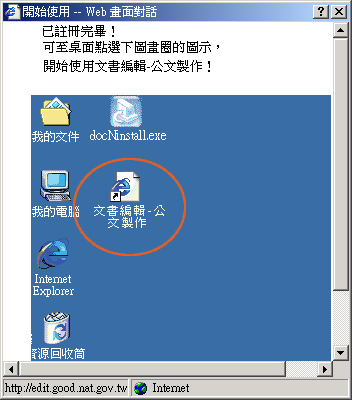 開始使用 -- Web 畫面對話
已註冊完畢！
可至桌面點選下圖畫圈的圖示，
開始使用文書編輯-公文製作！
我的文件
docNinstall.exe
我的電腦
文書編輯-公
文製作
Internet
Explorer
資源回收筒
http://edit.good.nat.gov.tw
Internet